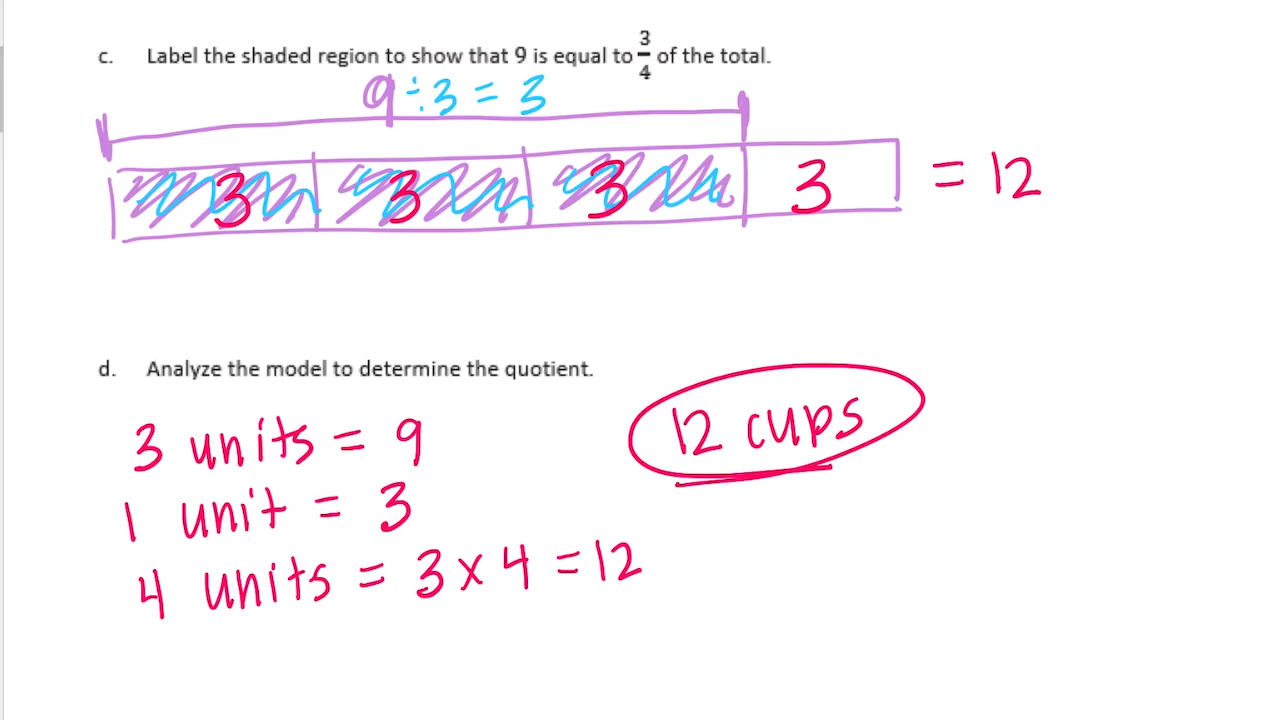 c. Label the shaded region to show that 9 is equal to 3/4 of the total.
9 ÷ 3 = 3
3 3 3 3 = 12
d. Analyze the model to determine the quotient.
12 cups
3 units = 9
1 unit = 3
4 units = 3 x 4 = 12